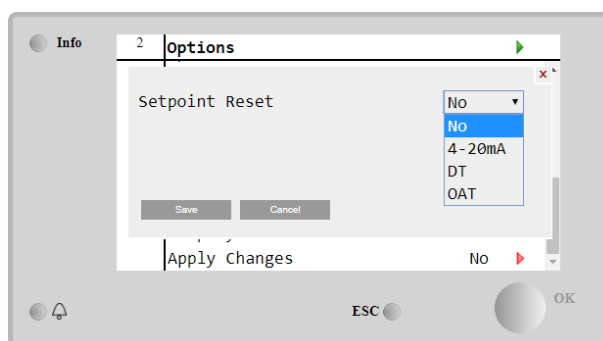 Info
2 Options
x
Setpoint Reset No
No
4-20mA
DT
OAT
Save Cancel
Apply Changes No
ESC OK